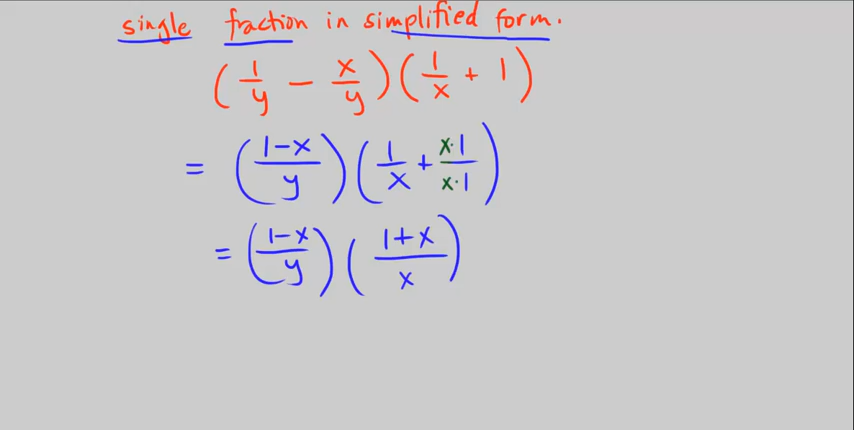 single fraction in simplified form.
(1/y - x/y)(1/x + 1)
= ((1-x)/y)(1/x + (x·1)/(x·1))
= ((1-x)/y)((1+x)/x)